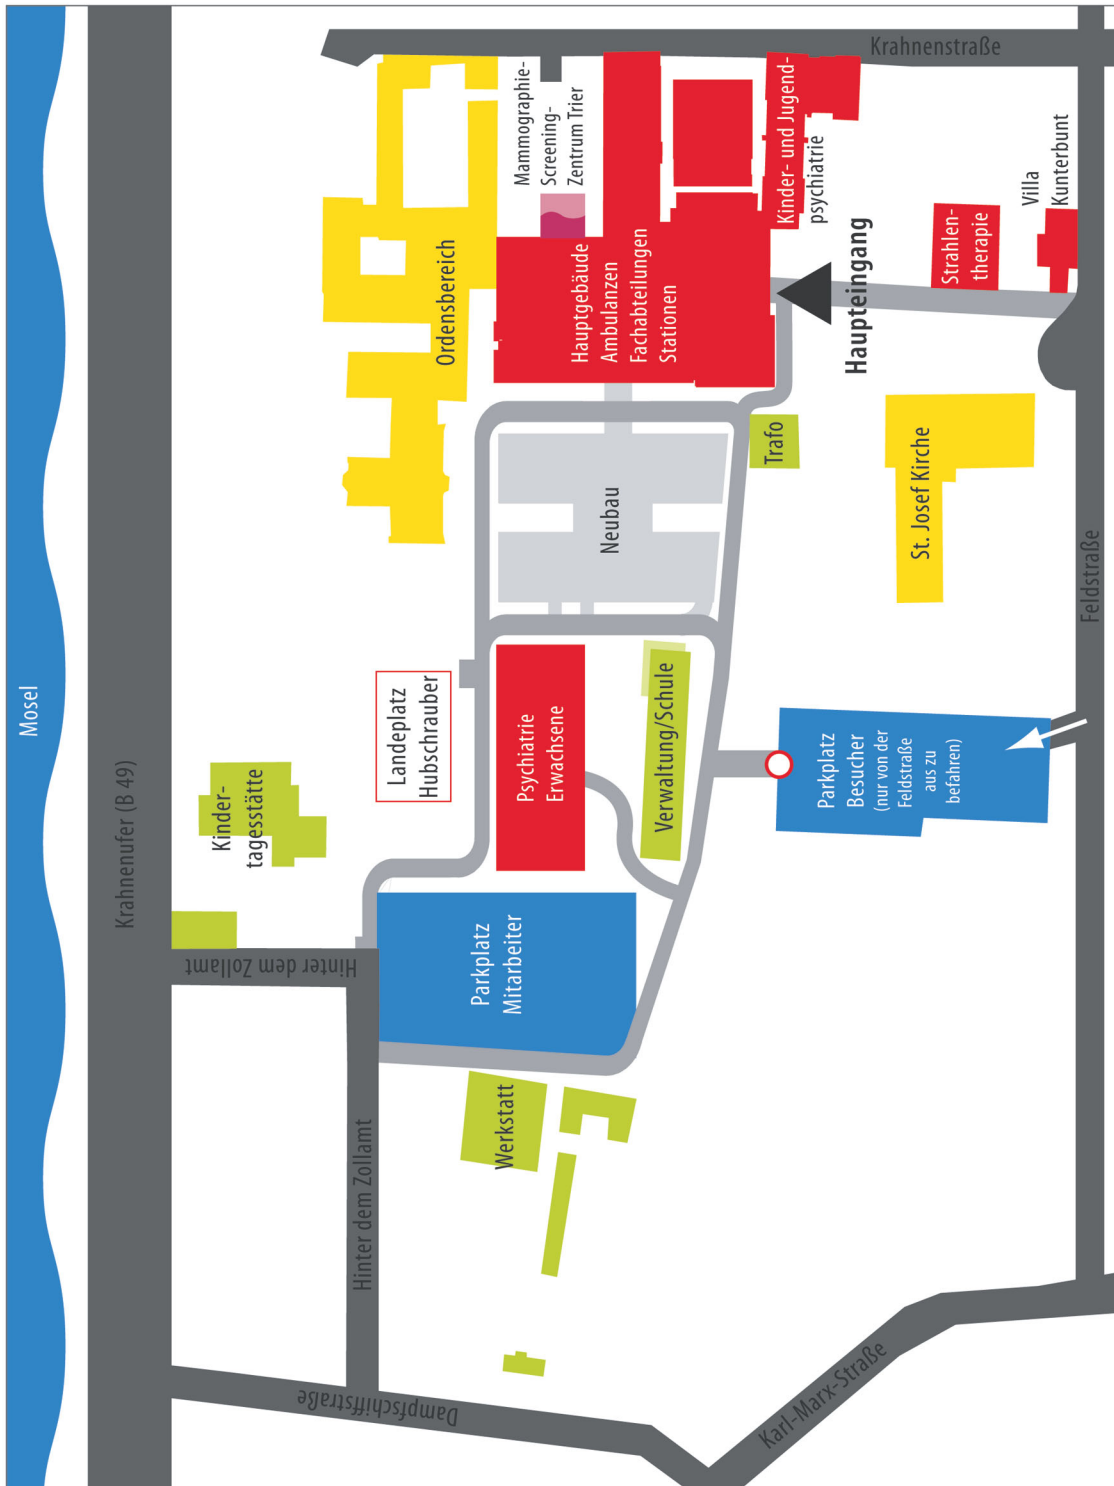 Mosel
Krahnenufer (B 49)
Krahnenstraße
Mammographie-
Screening-
Zentrum Trier
Kinder- und Jugend-
psychiatrie
Villa
Kunterbunt
Strahlen-
therapie
Ordensbereich
Hauptgebäude
Ambulanzen
Fachabteilungen
Stationen
Haupteingang
Trafo
St. Josef Kirche
Neubau
Feldstraße
Landeplatz
Hubschrauber
Psychiatrie
Erwachsene
Verwaltung/Schule
Parkplatz
Besucher
(nur von der
Feldstraße
aus zu
befahren)
Kinder-
tagesstätte
Hinter dem Zollamt
Parkplatz
Mitarbeiter
Werkstatt
Hinter dem Zollamt
Dampfschiffstraße
Karl-Marx-Straße